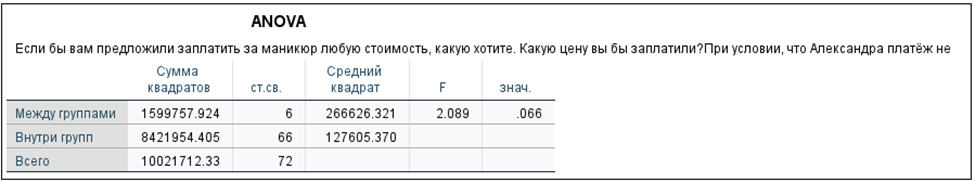 ANOVA
Если бы вам предложили заплатить за маникюр любую стоимость, какую хотите. Какую цену вы бы заплатили?При условии, что Александра платёж не
Сумма квадратов ст.св. Средний квадрат F знач.
Между группами 1599757.924 6 266626.321 2.089 .066
Внутри групп 8421954.405 66 127605.370
Всего 10021712.33 72